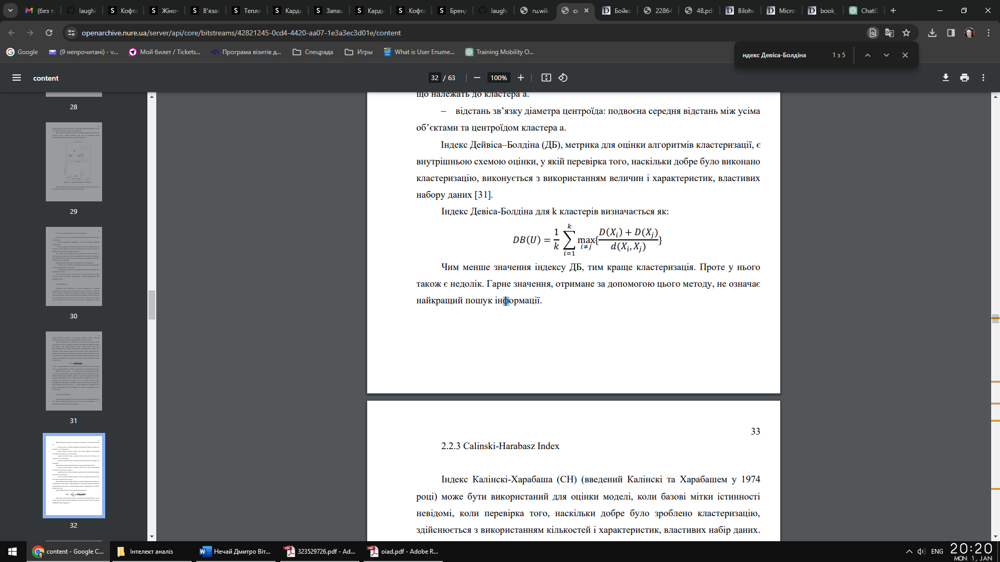 (без т
laughi
Кофта
Жіноч
В'язан
Тепли
Карди
Запаш
Карди
Кофта
Бренд
laughi
ru.wik
co
Бойко
22864
48.pdf
Bilohu
Micro
book_
ChatG
openarchive.nure.ua/server/api/core/bitstreams/42821245-0cd4-4420-aa07-1e3a3ec3d01e/content
Google
(9 непрочитані) - v...
Мой билет / Tickets...
Програма візитів д...
Спецрада
Игры
What is User Enume...
Training Mobility O...
ндекс Девіса-Болдіна 1 з 5
content
32 / 63
100%
28
29
30
31
32
що належать до кластера a.
– відстань зв’язку діаметра центроїда: подвоєна середня відстань між усіма
об’єктами та центроїдом кластера a.
Індекс Дейвіса–Болдіна (ДБ), метрика для оцінки алгоритмів кластеризації, є
внутрішньою схемою оцінки, у якій перевірка того, наскільки добре було виконано
кластеризацію, виконується з використанням величин і характеристик, властивих
набору даних [31].
Індекс Девіса-Болдіна для k кластерів визначається як:
DB(U) = 1/k ∑_{i=1}^{k} max_{i≠j}{(D(X_i) + D(X_j))/d(X_i, X_j)}
Чим менше значення індексу ДБ, тим краще кластеризація. Проте у нього
також є недолік. Гарне значення, отримане за допомогою цього методу, не означає
найкращий пошук інформації.
33
2.2.3 Calinski-Harabasz Index
Індекс Калінскі-Харабаша (CH) (введений Калінскі та Харабашем у 1974
році) може бути використаний для оцінки моделі, коли базові мітки істинності
невідомі, коли перевірка того, наскільки добре було зроблено кластеризацію,
здійснюється з використанням кількостей і характеристик, властивих набір даних.
content - Google C...
Інтелект аналіз
Нечай Дмитро Віт...
323529726.pdf - Ad...
oiad.pdf - Adobe R...
ENG
20:20
MON 1, JAN